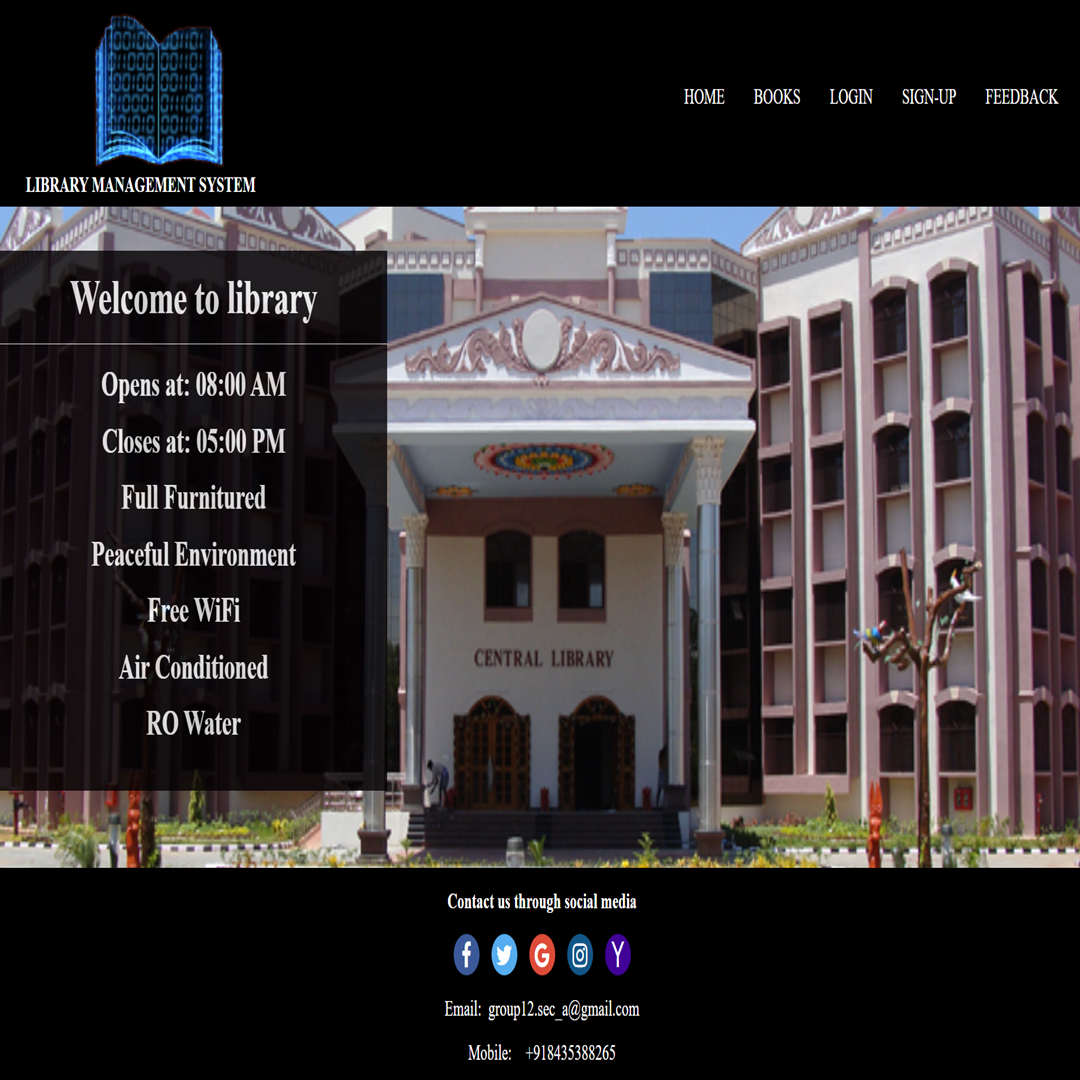 LIBRARY MANAGEMENT SYSTEM
HOME BOOKS LOGIN SIGN-UP FEEDBACK
Welcome to library
Opens at: 08:00 AM
Closes at: 05:00 PM
Full Furnitured
Peaceful Environment
Free WiFi
Air Conditioned
RO Water
CENTRAL LIBRARY
Contact us through social media
Email: group12.sec_a@gmail.com
Mobile: +918435388265